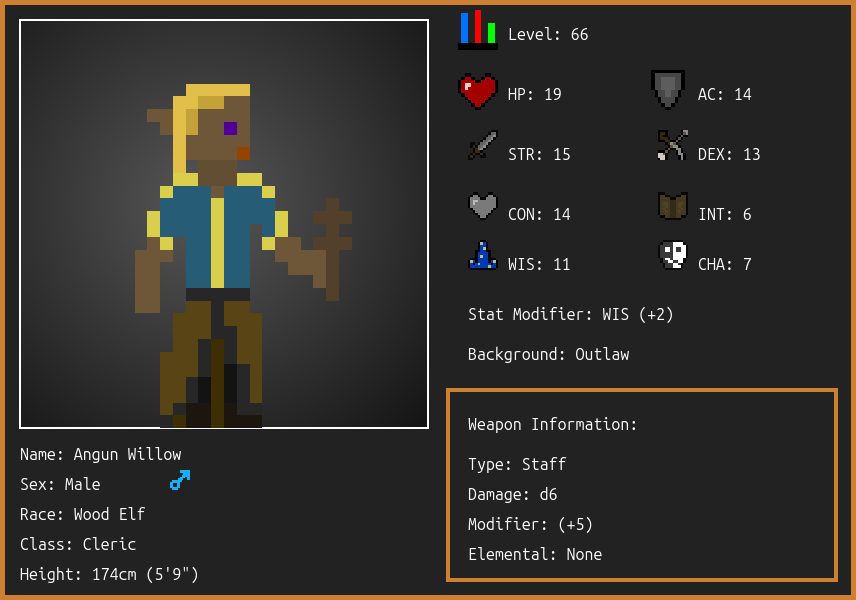 Level: 66
HP: 19
AC: 14
STR: 15
DEX: 13
CON: 14
INT: 6
WIS: 11
CHA: 7
Stat Modifier: WIS (+2)
Background: Outlaw
Weapon Information:
Type: Staff
Damage: d6
Modifier: (+5)
Elemental: None
Name: Angun Willow
Sex: Male
Race: Wood Elf
Class: Cleric
Height: 174cm (5'9")